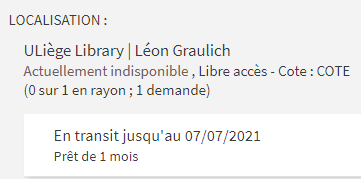 LOCALISATION :
ULiège Library | Léon Graulich
Actuellement indisponible , Libre accès - Cote : COTE
(0 sur 1 en rayon ; 1 demande)
En transit jusqu'au 07/07/2021
Prêt de 1 mois